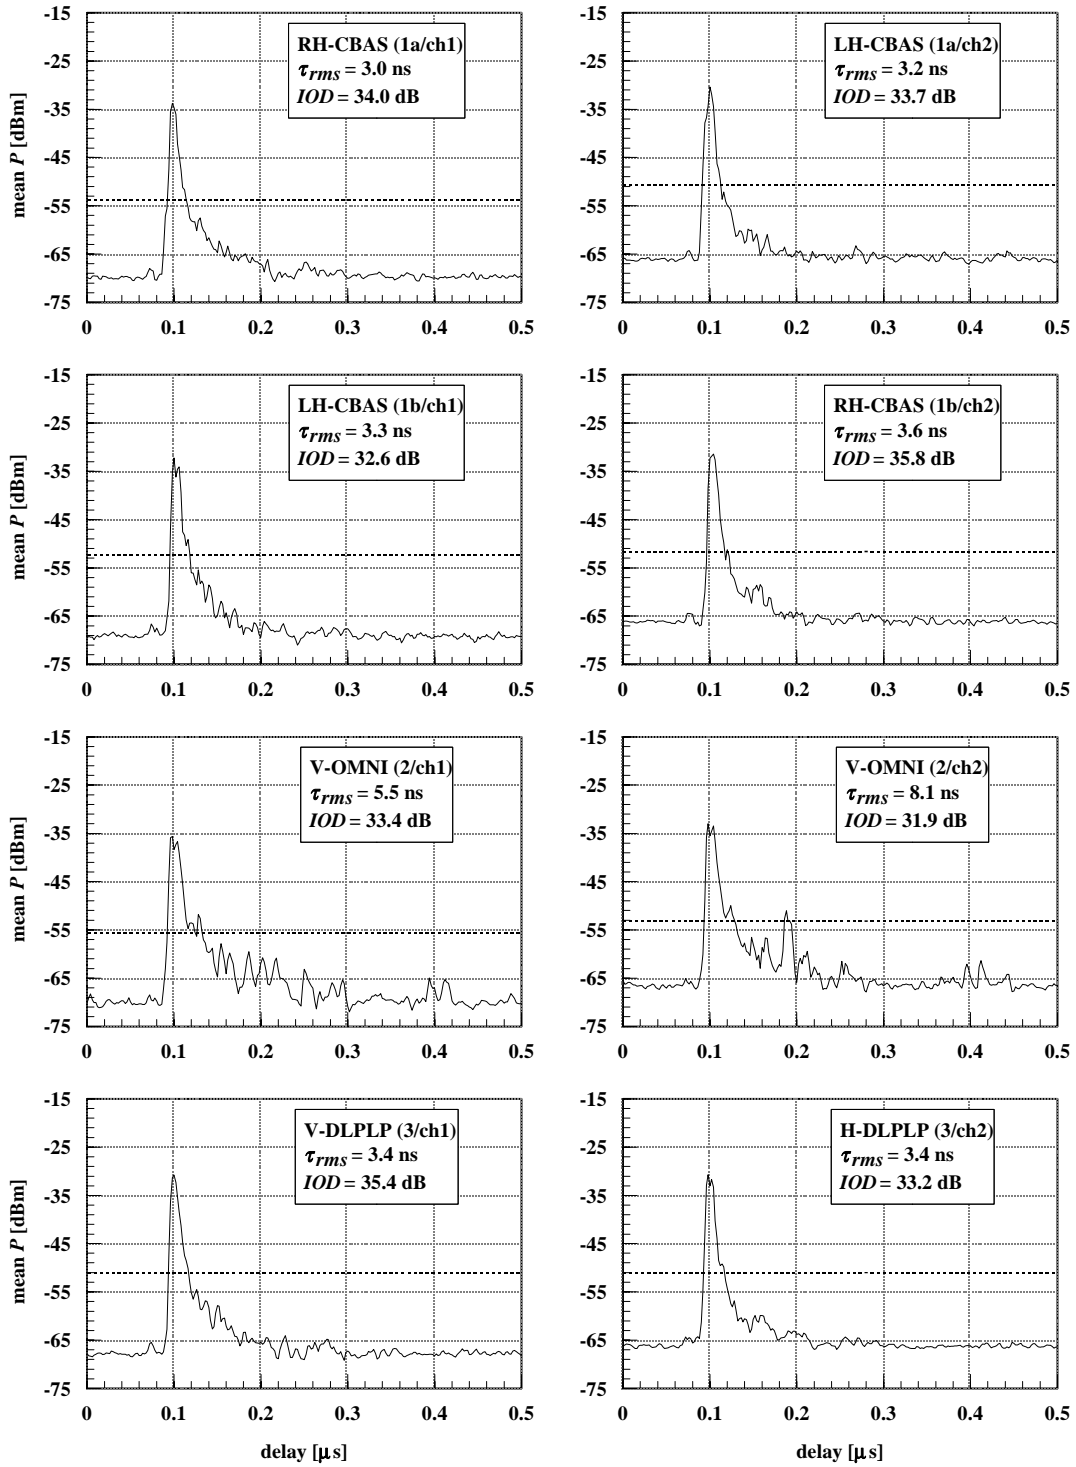 -15
-25
-35
-45
-55
-65
-75
mean P [dBm]
RH-CBAS (1a/ch1)
τrms = 3.0 ns
IOD = 34.0 dB
0 0.1 0.2 0.3 0.4 0.5
-15
-25
-35
-45
-55
-65
-75
LH-CBAS (1a/ch2)
τrms = 3.2 ns
IOD = 33.7 dB
0 0.1 0.2 0.3 0.4 0.5
-15
-25
-35
-45
-55
-65
-75
mean P [dBm]
LH-CBAS (1b/ch1)
τrms = 3.3 ns
IOD = 32.6 dB
0 0.1 0.2 0.3 0.4 0.5
-15
-25
-35
-45
-55
-65
-75
RH-CBAS (1b/ch2)
τrms = 3.6 ns
IOD = 35.8 dB
0 0.1 0.2 0.3 0.4 0.5
-15
-25
-35
-45
-55
-65
-75
mean P [dBm]
V-OMNI (2/ch1)
τrms = 5.5 ns
IOD = 33.4 dB
0 0.1 0.2 0.3 0.4 0.5
-15
-25
-35
-45
-55
-65
-75
V-OMNI (2/ch2)
τrms = 8.1 ns
IOD = 31.9 dB
0 0.1 0.2 0.3 0.4 0.5
-15
-25
-35
-45
-55
-65
-75
mean P [dBm]
V-DLPLP (3/ch1)
τrms = 3.4 ns
IOD = 35.4 dB
0 0.1 0.2 0.3 0.4 0.5
delay [μs]
-15
-25
-35
-45
-55
-65
-75
H-DLPLP (3/ch2)
τrms = 3.4 ns
IOD = 33.2 dB
0 0.1 0.2 0.3 0.4 0.5
delay [μs]